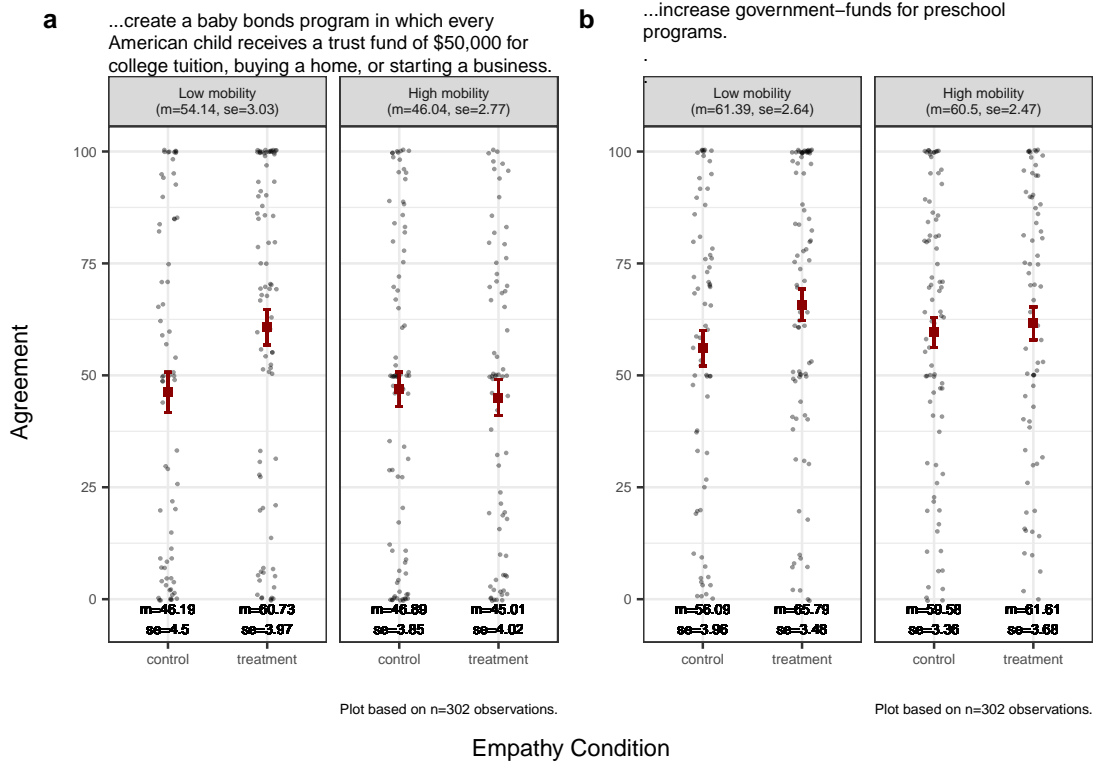 a
...create a baby bonds program in which every
American child receives a trust fund of $50,000 for
college tuition, buying a home, or starting a business.
Low mobility
(m=54.14, se=3.03)
High mobility
(m=46.04, se=2.77)
100
75
50
25
0
Agreement
m=46.19
se=4.5
m=60.73
se=3.97
m=46.89
se=3.85
m=45.01
se=4.02
control
treatment
control
treatment
Plot based on n=302 observations.
b
...increase government−funds for preschool
programs.
.
.
Low mobility
(m=61.39, se=2.64)
High mobility
(m=60.5, se=2.47)
100
75
50
25
0
m=56.09
se=3.96
m=65.79
se=3.48
m=59.58
se=3.36
m=61.61
se=3.68
control
treatment
control
treatment
Plot based on n=302 observations.
Empathy Condition